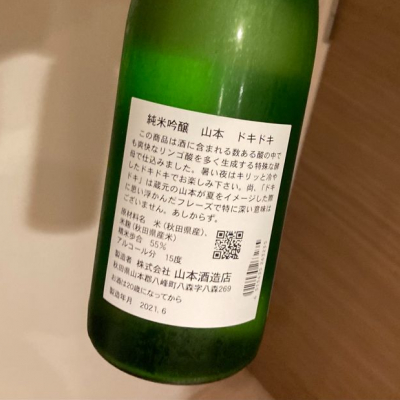 純米吟醸 山本 ドキドキ
この商品は酒に含まれる数ある酸の中で
も爽快なリンゴ酸を多く生成する特殊な酵
母で仕込みました。暑い夜はキリッと冷や
したドキドキでお楽しみ下さい。尚、「ドキ
ドキ」は蔵元の山本が夏をイメージした際
に思い浮かんだフレーズで特に深い意味は
ございません。あしからず。
原材料名 米(秋田県産)、
米麹(秋田県産米)
精米歩合 55%
アルコール分 15度
製造者 株式会社 山本酒造店
秋田県山本郡八峰町八森字八森269
お酒は20歳になってから
製造年月 2021.6